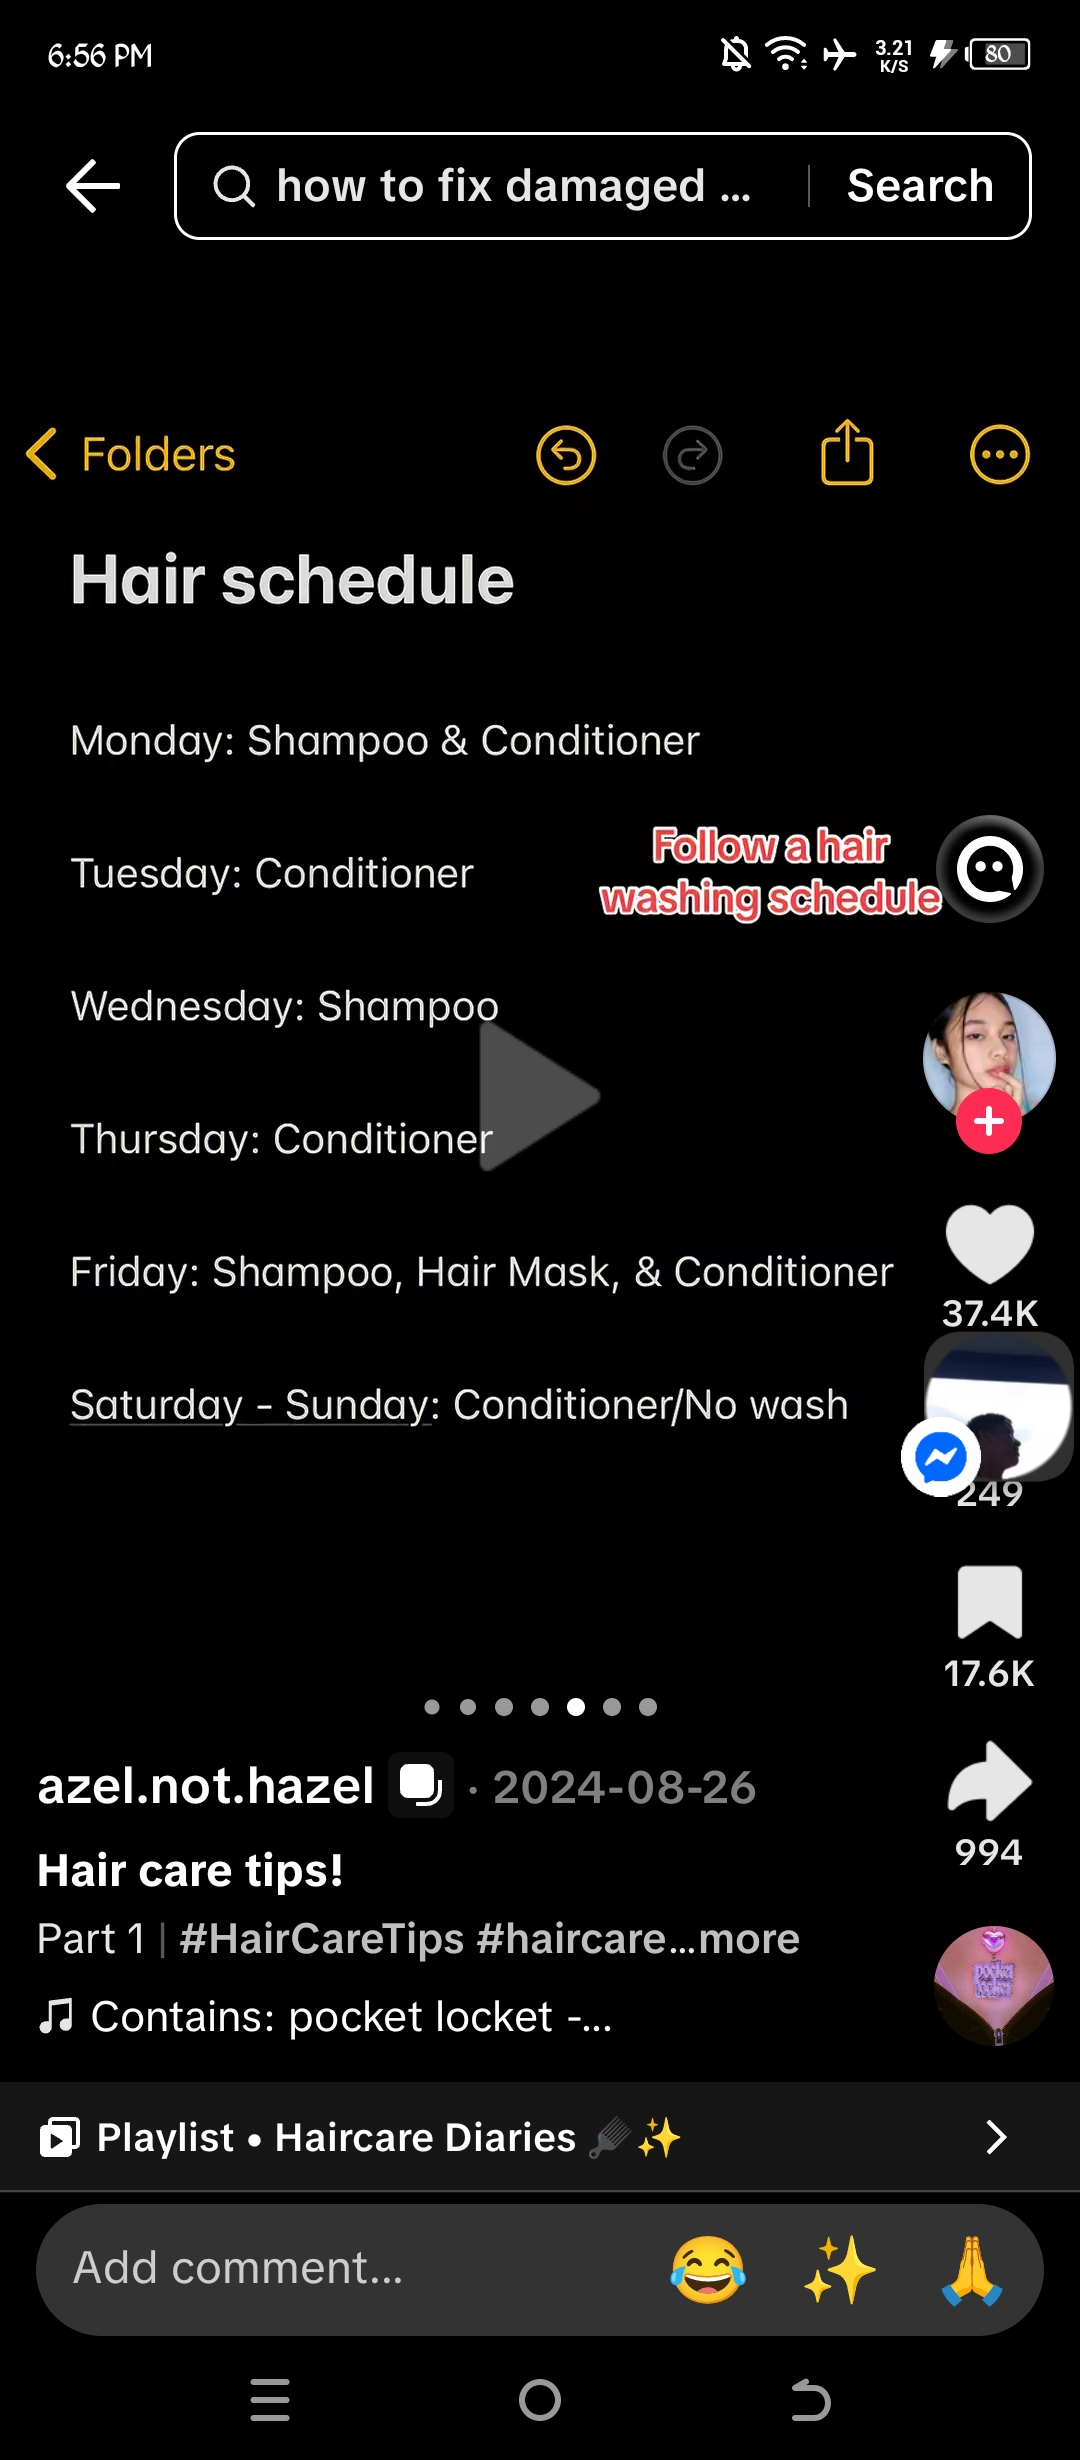 6:56 PM
3.21
K/S
80
how to fix damaged ...
Search
Folders
Hair schedule
Monday: Shampoo & Conditioner
Tuesday: Conditioner
Follow a hair
washing schedule
Wednesday: Shampoo
Thursday: Conditioner
Friday: Shampoo, Hair Mask, & Conditioner
37.4K
Saturday - Sunday: Conditioner/No wash
249
17.6K
azel.not.hazel · 2024-08-26
994
Hair care tips!
Part 1 | #HairCareTips #haircare...more
pocket
Contains: pocket locket -...
Playlist • Haircare Diaries
Add comment...